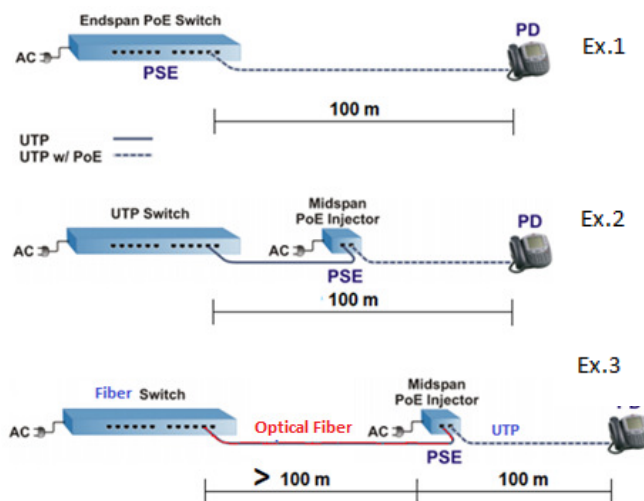 Endspan PoE Switch
PD
Ex.1
AC
PSE
100 m
UTP
UTP w/ PoE
UTP Switch
Midspan
PoE Injector
PD
Ex.2
AC
AC
PSE
100 m
Ex.3
Fiber Switch
Midspan
PoE Injector
PD
Optical Fiber
UTP
AC
AC
PSE
> 100 m
100 m